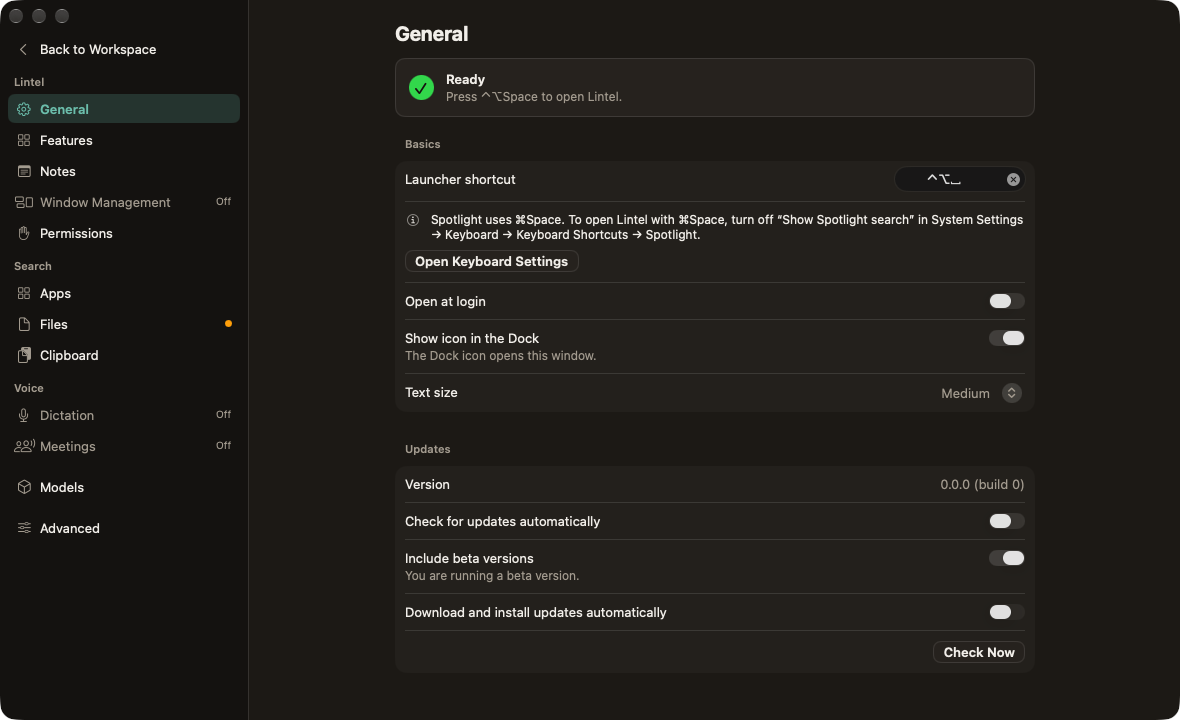 Back to Workspace
Lintel
General
Features
Notes
Window Management Off
Permissions
Search
Apps
Files
Clipboard
Voice
Dictation Off
Meetings Off
Models
Advanced
General
Ready
Press ^⌥Space to open Lintel.
Basics
Launcher shortcut ^⌥⎵
Spotlight uses ⌘Space. To open Lintel with ⌘Space, turn off “Show Spotlight search” in System Settings
→ Keyboard → Keyboard Shortcuts → Spotlight.
Open Keyboard Settings
Open at login
Show icon in the Dock
The Dock icon opens this window.
Text size Medium
Updates
Version 0.0.0 (build 0)
Check for updates automatically
Include beta versions
You are running a beta version.
Download and install updates automatically
Check Now